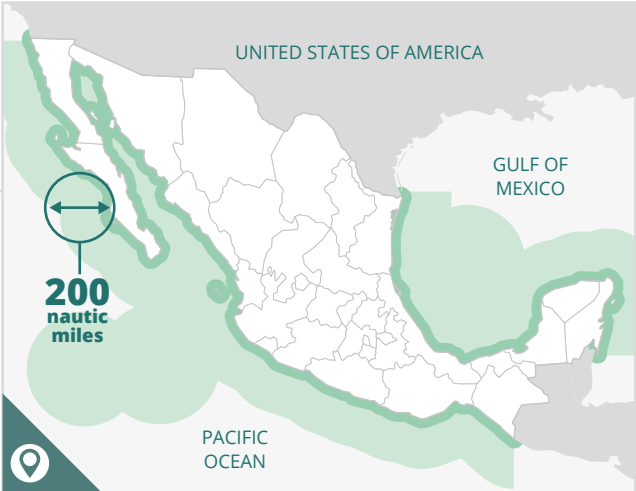 UNITED STATES OF AMERICA
GULF OF
MEXICO
200
nautic
miles
PACIFIC
OCEAN